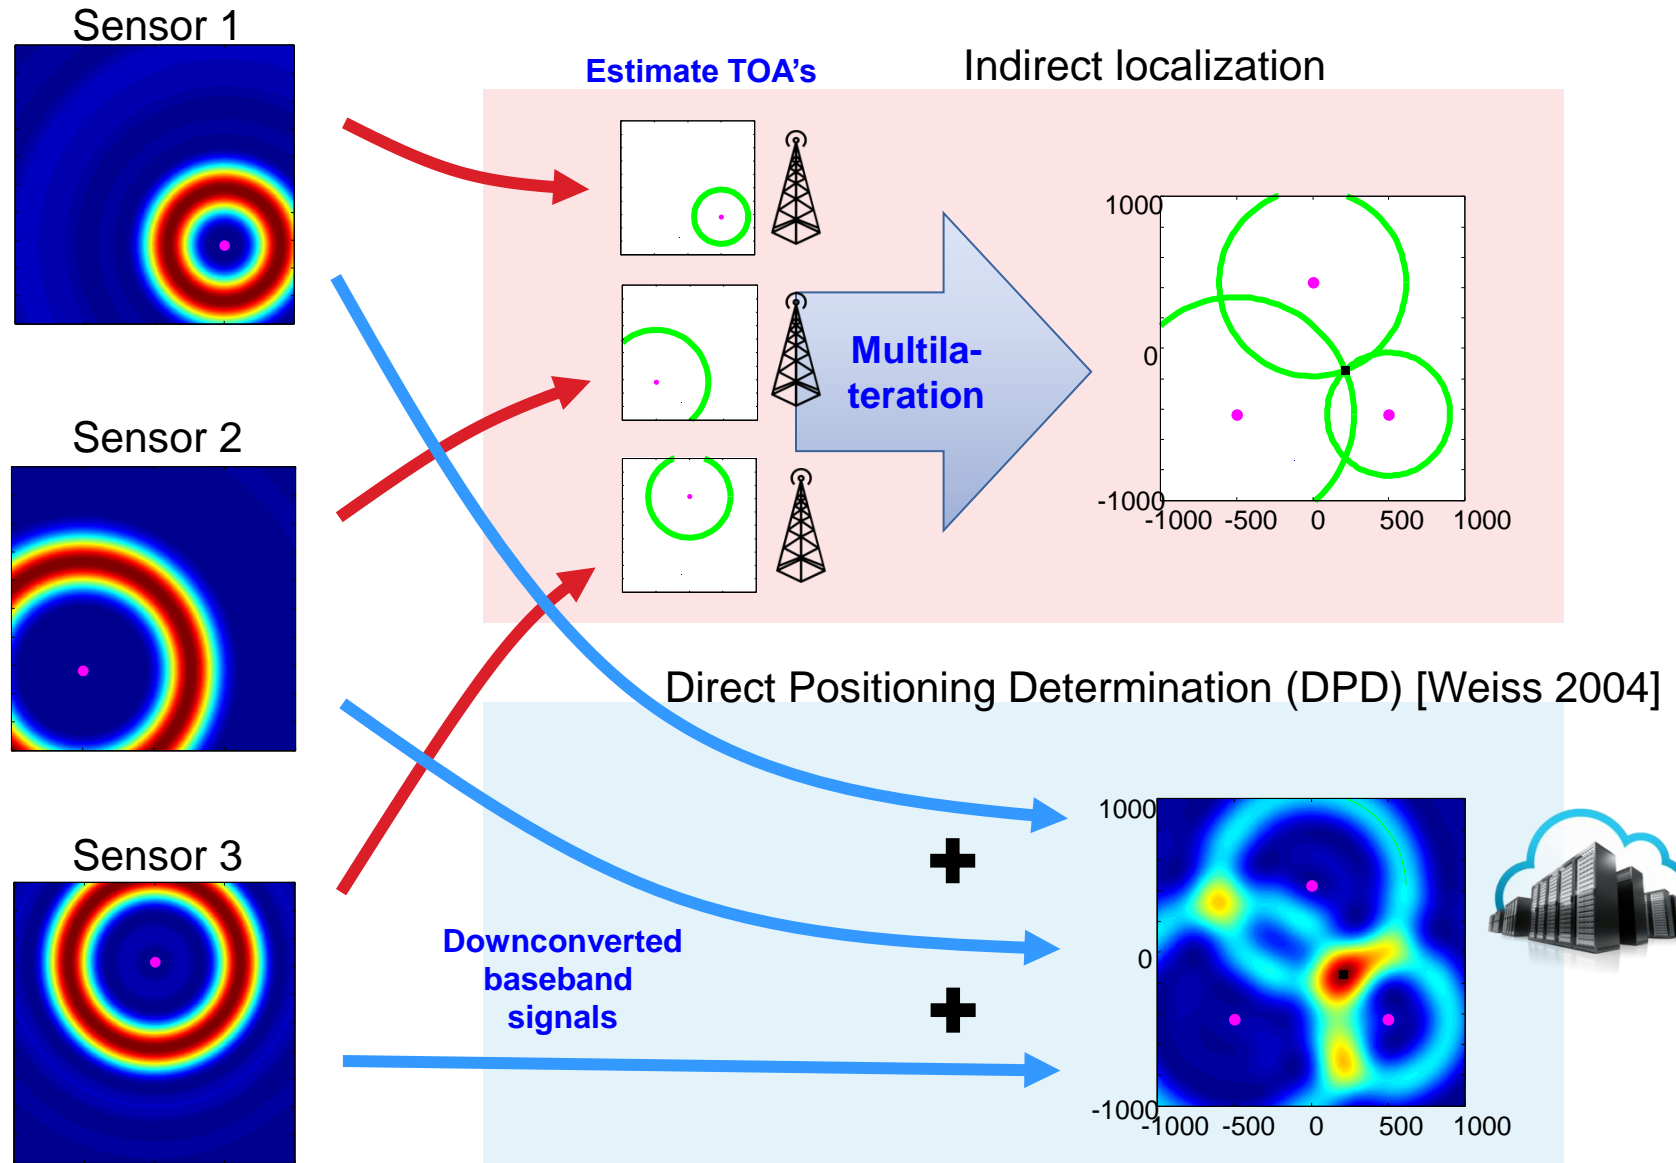 Sensor 1
Estimate TOA's
Indirect localization
Multila-
teration
1000
0
-1000
-1000 -500 0 500 1000
Sensor 2
Direct Positioning Determination (DPD) [Weiss 2004]
Sensor 3
Downconverted
baseband
signals
+
+
1000
0
-1000
-1000 -500 0 500 1000